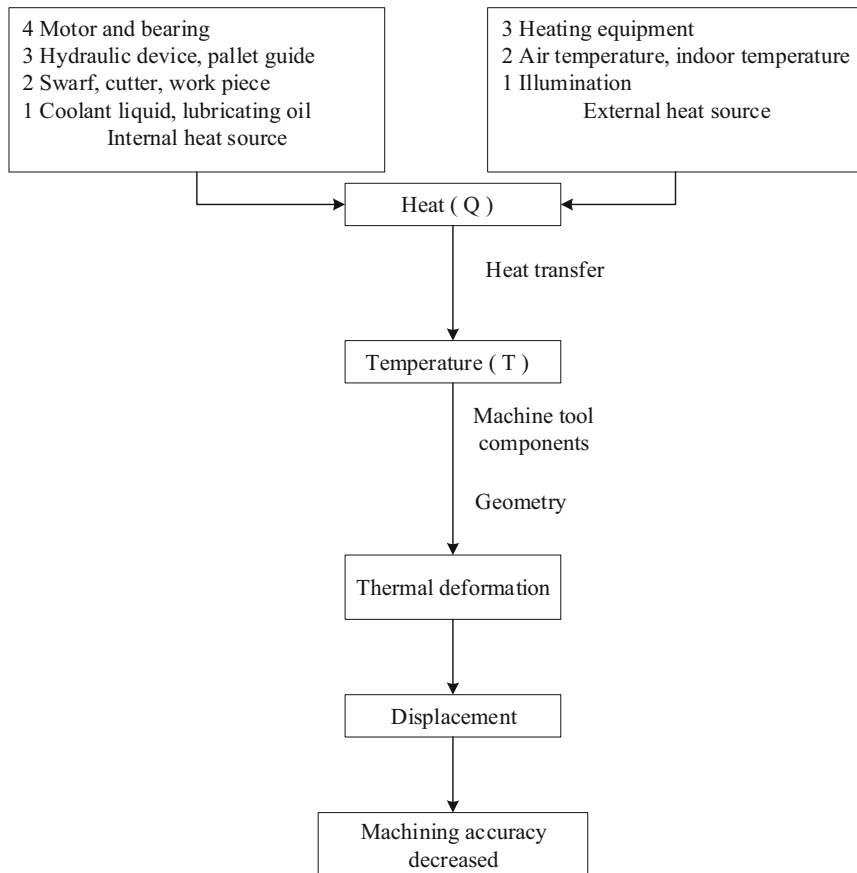 4 Motor and bearing
3 Hydraulic device, pallet guide
2 Swarf, cutter, work piece
1 Coolant liquid, lubricating oil
Internal heat source
3 Heating equipment
2 Air temperature, indoor temperature
1 Illumination
External heat source
Heat ( Q )
Heat transfer
Temperature ( T )
Machine tool
components
Geometry
Thermal deformation
Displacement
Machining accuracy
decreased